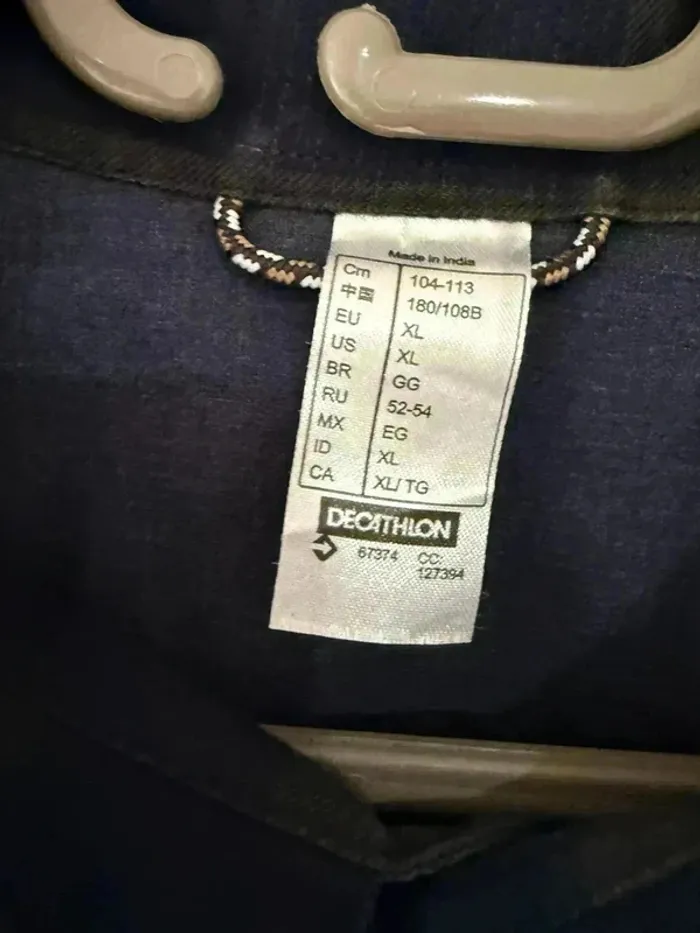 Made in India
Cm 104-113
中国 180/108B
EU XL
US XL
BR GG
RU 52-54
MX EG
ID XL
CA XL/TG
DECATHLON
67374 CC:
127394